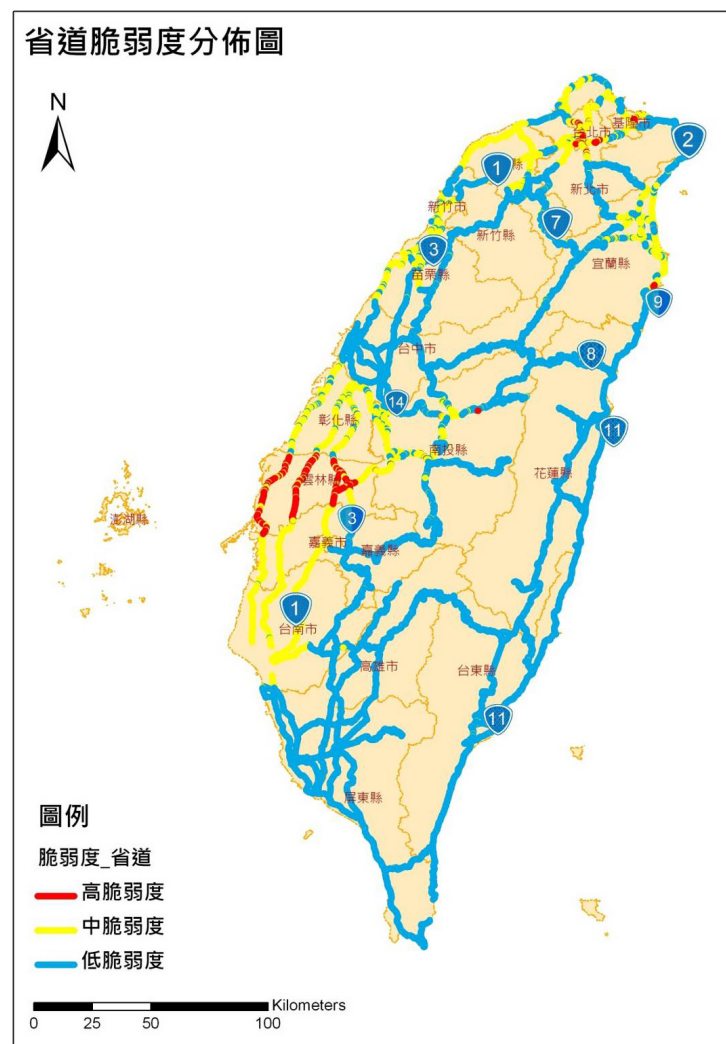 省道脆弱度分佈圖
N
基隆市
台北市
2
1
縣
新北市
新竹市
7
新竹縣
3
宜蘭縣
苗栗縣
9
台中市
8
14
11
彰化縣
南投縣
花蓮縣
雲林縣
澎湖縣
3
嘉義市
嘉義縣
1
台南市
高雄市
台東縣
11
屏東縣
圖例
脆弱度_省道
高脆弱度
中脆弱度
低脆弱度
Kilometers
0 25 50 100